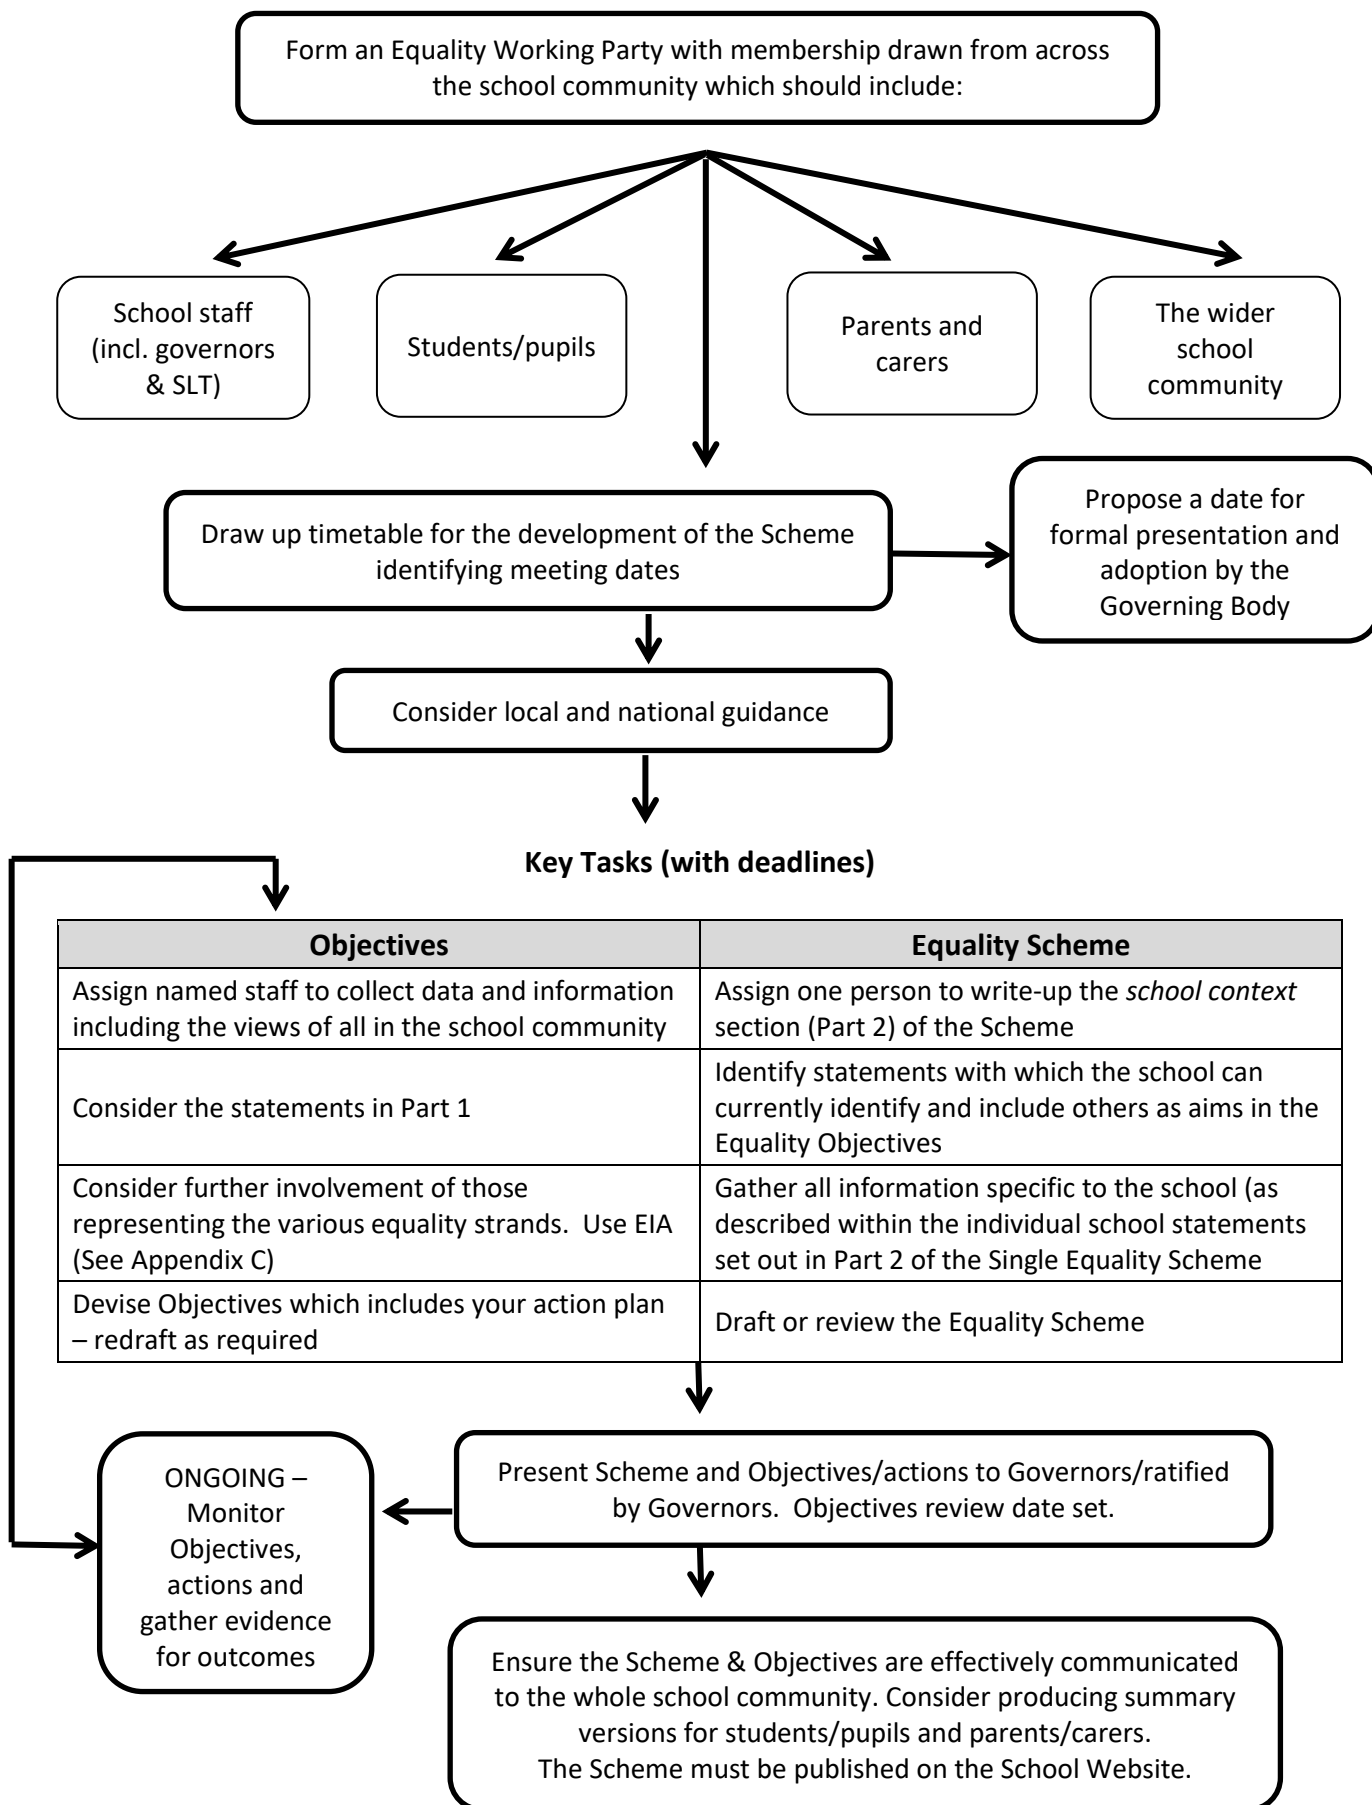 Form an Equality Working Party with membership drawn from across
the school community which should include:
School staff
(incl. governors
& SLT)
Students/pupils
Parents and
carers
The wider
school
community
Draw up timetable for the development of the Scheme
identifying meeting dates
Propose a date for
formal presentation and
adoption by the
Governing Body
Consider local and national guidance
Key Tasks (with deadlines)
Objectives
Equality Scheme
Assign named staff to collect data and information
including the views of all in the school community
Assign one person to write-up the school context
section (Part 2) of the Scheme
Consider the statements in Part 1
Identify statements with which the school can
currently identify and include others as aims in the
Equality Objectives
Consider further involvement of those
representing the various equality strands.  Use EIA
(See Appendix C)
Gather all information specific to the school (as
described within the individual school statements
set out in Part 2 of the Single Equality Scheme
Devise Objectives which includes your action plan
– redraft as required
Draft or review the Equality Scheme
ONGOING –
Monitor
Objectives,
actions and
gather evidence
for outcomes
Present Scheme and Objectives/actions to Governors/ratified
by Governors.  Objectives review date set.
Ensure the Scheme & Objectives are effectively communicated
to the whole school community. Consider producing summary
versions for students/pupils and parents/carers.
The Scheme must be published on the School Website.